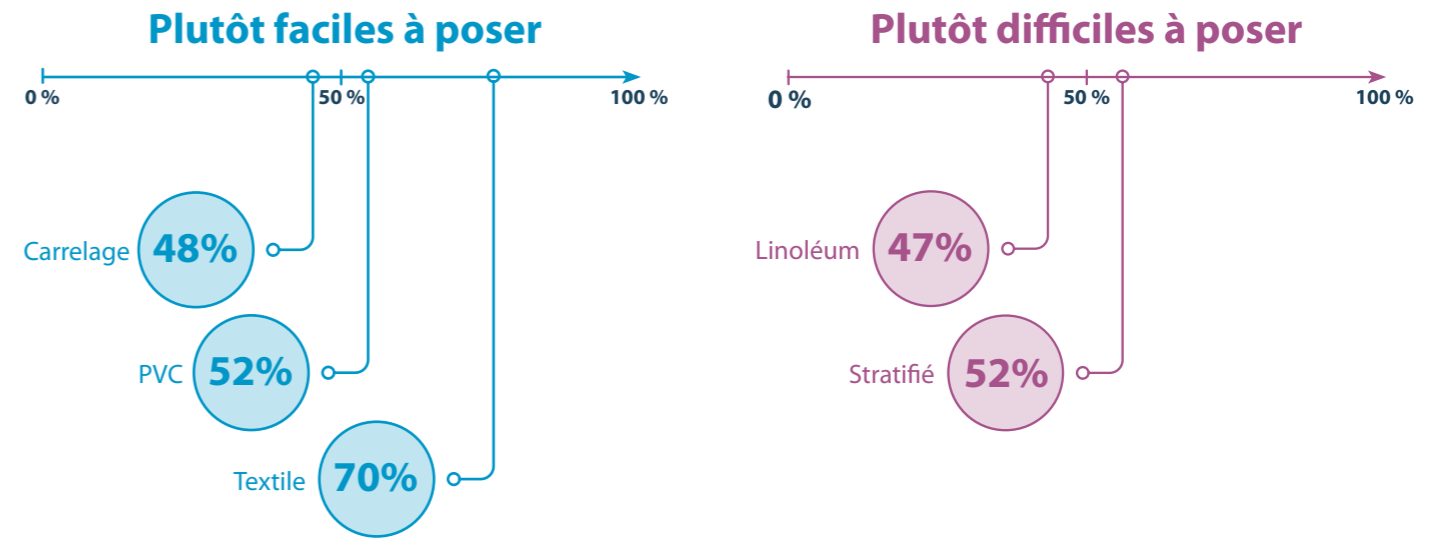 Plutôt faciles à poser
0 %
50 %
100 %
Carrelage
48%
PVC
52%
Textile
70%
Plutôt difficiles à poser
0 %
50 %
100 %
Linoléum
47%
Stratifié
52%